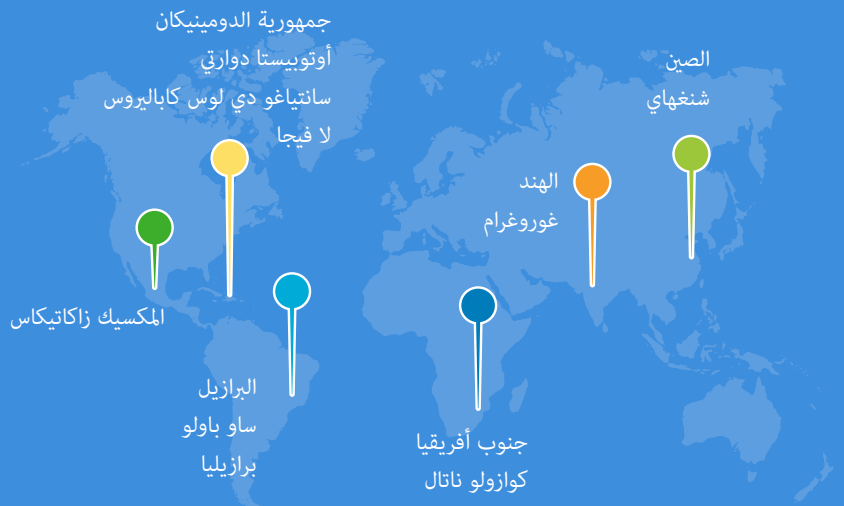 جمهورية الدومينيكان
أوتوبيستا دوارتي
سانتياغو دي لوس كاباليروس
لا فيجا
الصين
شنغهاي
الهند
غوروغرام
المكسيك زاكاتيكاس
البرازيل
ساو باولو
برازيليا
جنوب أفريقيا
كوازولو ناتال